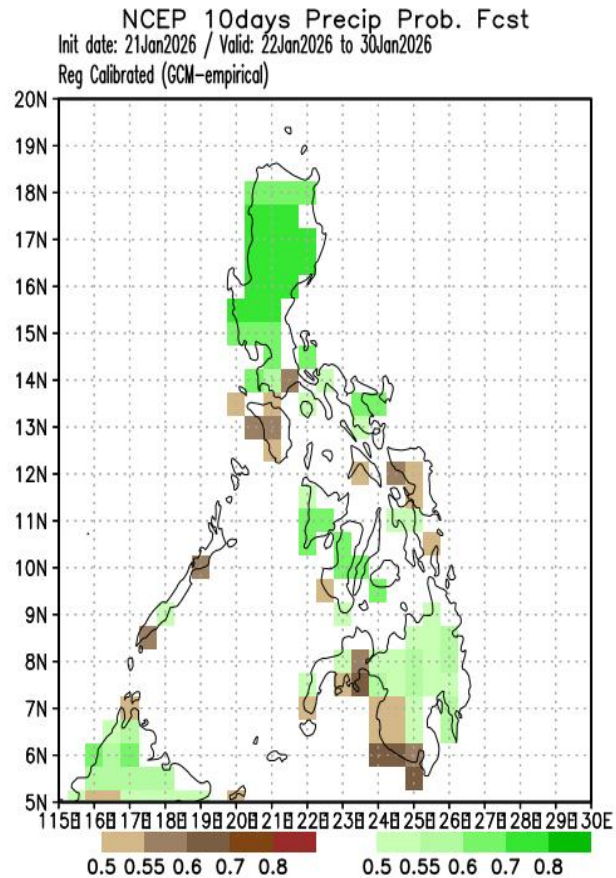 NCEP 10days Precip Prob. Fcst
Init date: 21Jan2026 / Valid: 22Jan2026 to 30Jan2026
Reg Calibrated (GCM-empirical)
20N
19N
18N
17N
16N
15N
14N
13N
12N
11N
10N
9N
8N
7N
6N
5N
115E 116E 117E 118E 119E 120E 121E 122E 123E 124E 125E 126E 127E 128E 129E 130E
0.5 0.55 0.6 0.7 0.8 0.5 0.55 0.6 0.7 0.8